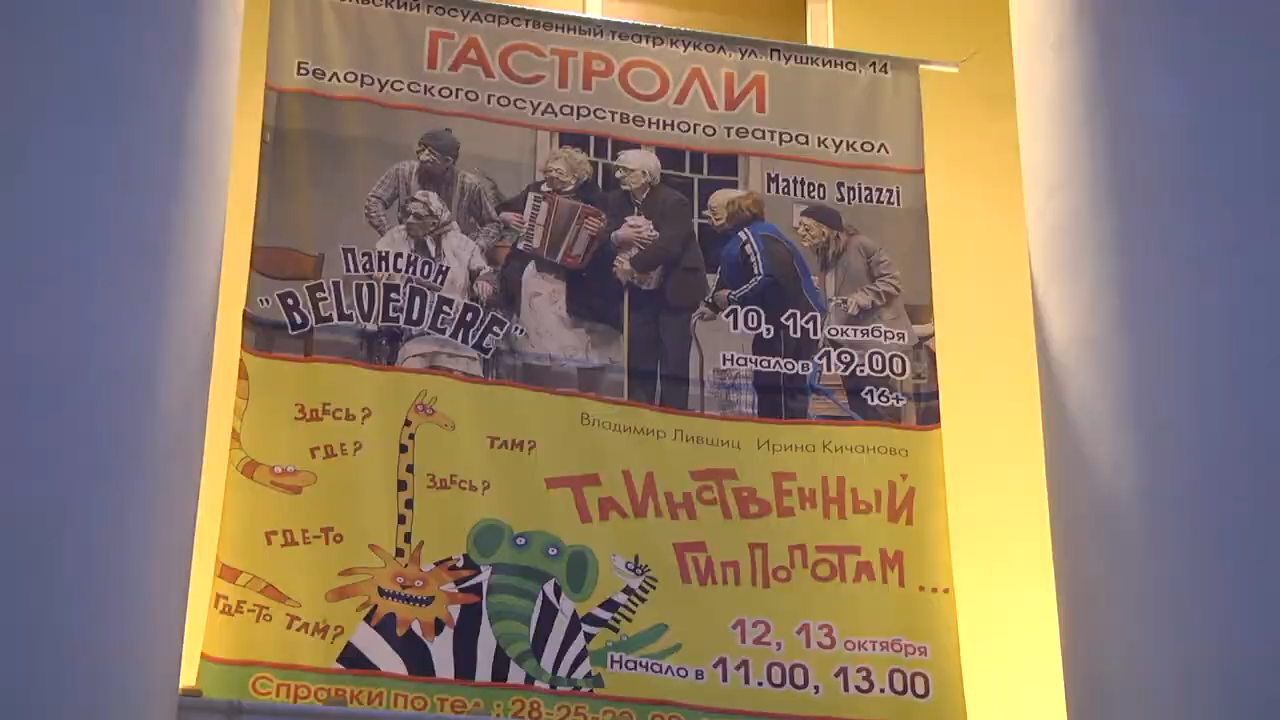 государственный театр кукол, ул. Пушкина, 14
ГАСТРОЛИ
Белорусского государственного театра кукол
Matteo Spiazzi
Пансион
"BELVEDERE"
10, 11 октября
Начало в 19.00
16+
Владимир Лившиц Ирина Кичанова
ЗДЕСЬ?
ГДЕ?
ТАМ?
ЗДЕСЬ?
ТАИНСТВЕННЫЙ
ГИППОПОТАМ...
ГДЕ-ТО
ГДЕ-ТО ТАМ?
12, 13 октября
Начало в 11.00, 13.00
Справки по тел.: 28-25-